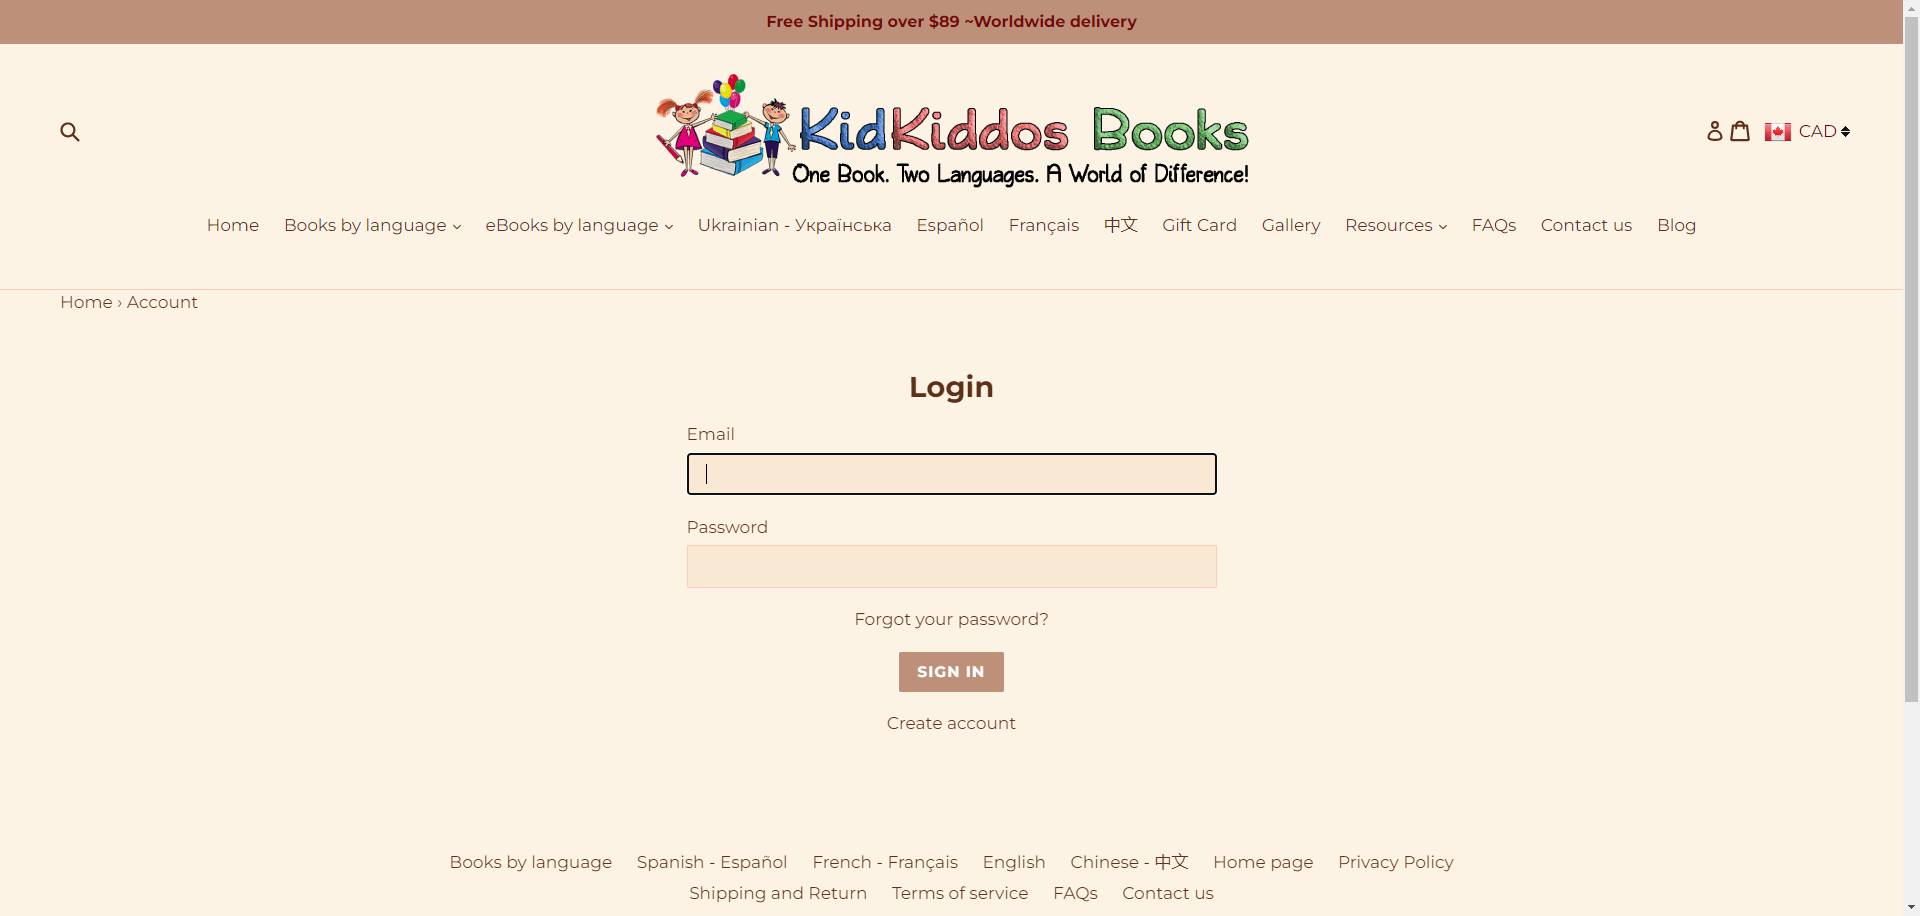 Free Shipping over $89 ~Worldwide delivery
KidKiddos Books
One Book. Two Languages. A World of Difference!
CAD
Home Books by language eBooks by language Ukrainian - Українська Español Français 中文 Gift Card Gallery Resources FAQs Contact us Blog
Home › Account
Login
Email
Password
Forgot your password?
SIGN IN
Create account
Books by language Spanish - Español French - Français English Chinese - 中文 Home page Privacy Policy
Shipping and Return Terms of service FAQs Contact us